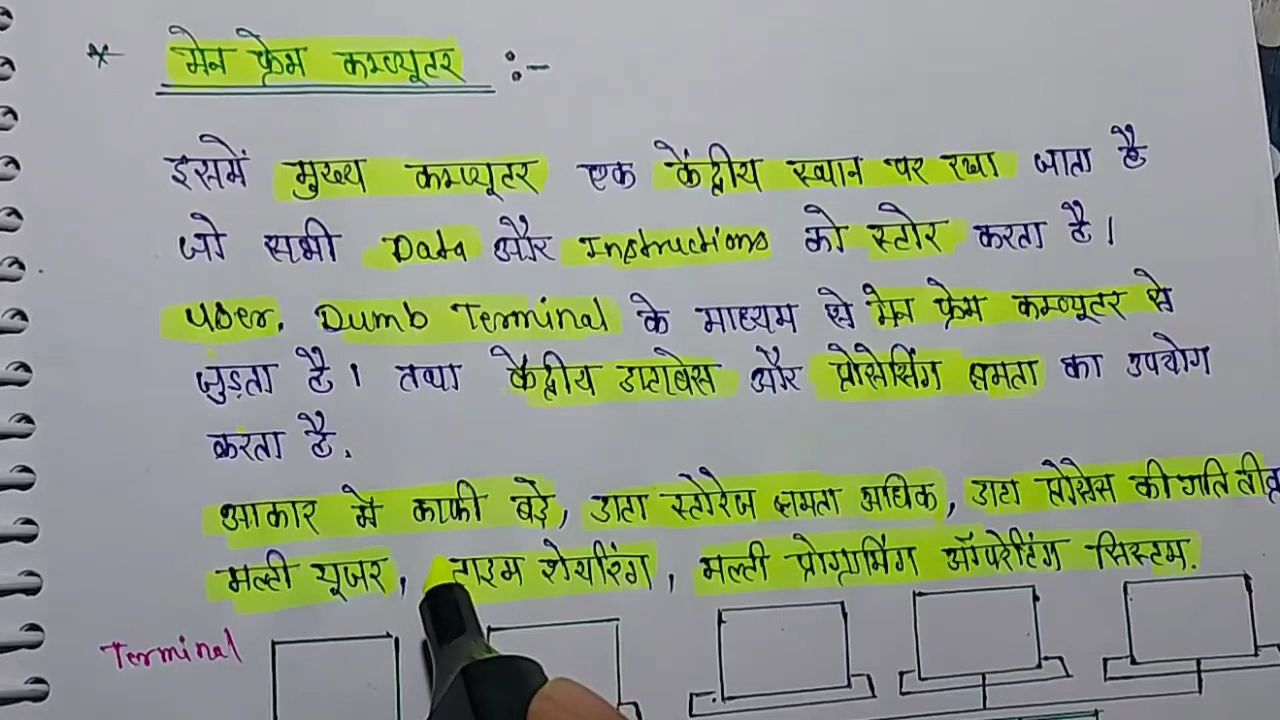 * मेन फ्रेम कम्प्यूटर :-
इसमें मुख्य कम्प्यूटर एक केंद्रीय स्थान पर रखा जाता है
जो सभी Data और Instructions को स्टोर करता है।
User, Dumb Terminal के माध्यम से मेन फ्रेम कम्प्यूटर से
जुड़ता है। तथा केंद्रीय डाटाबेस और प्रोसेसिंग क्षमता का उपयोग
करता है.
आकार में काफी बड़े, डाटा स्टोरेज क्षमता अधिक, डाटा प्रोसेस की गति तीव्र
मल्टी यूजर, टाइम शेयरिंग, मल्टी प्रोग्रामिंग ऑपरेटिंग सिस्टम.
Terminal